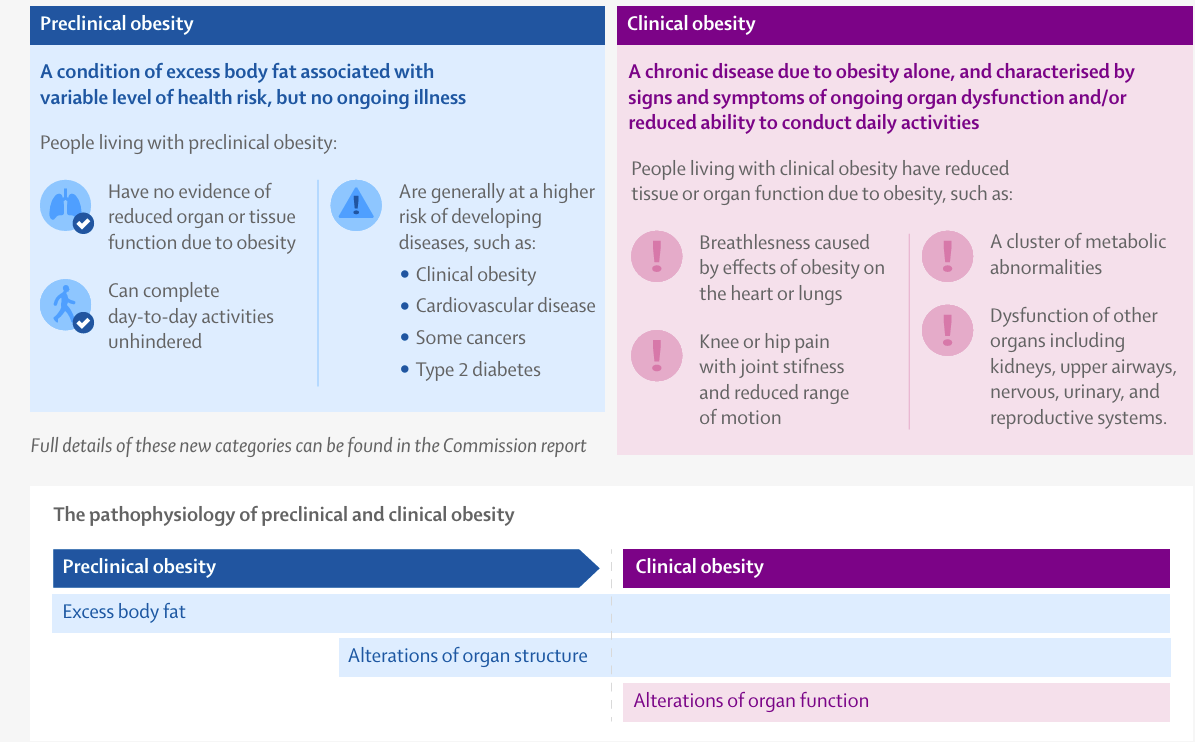 Preclinical obesity
A condition of excess body fat associated with
variable level of health risk, but no ongoing illness
People living with preclinical obesity:
Have no evidence of
reduced organ or tissue
function due to obesity
Can complete
day-to-day activities
unhindered
Are generally at a higher
risk of developing
diseases, such as:
• Clinical obesity
• Cardiovascular disease
• Some cancers
• Type 2 diabetes
Full details of these new categories can be found in the Commission report
Clinical obesity
A chronic disease due to obesity alone, and characterised by
signs and symptoms of ongoing organ dysfunction and/or
reduced ability to conduct daily activities
People living with clinical obesity have reduced
tissue or organ function due to obesity, such as:
Breathlesness caused
by effects of obesity on
the heart or lungs
Knee or hip pain
with joint stifness
and reduced range
of motion
A cluster of metabolic
abnormalities
Dysfunction of other
organs including
kidneys, upper airways,
nervous, urinary, and
reproductive systems.
The pathophysiology of preclinical and clinical obesity
Preclinical obesity
Clinical obesity
Excess body fat
Alterations of organ structure
Alterations of organ function